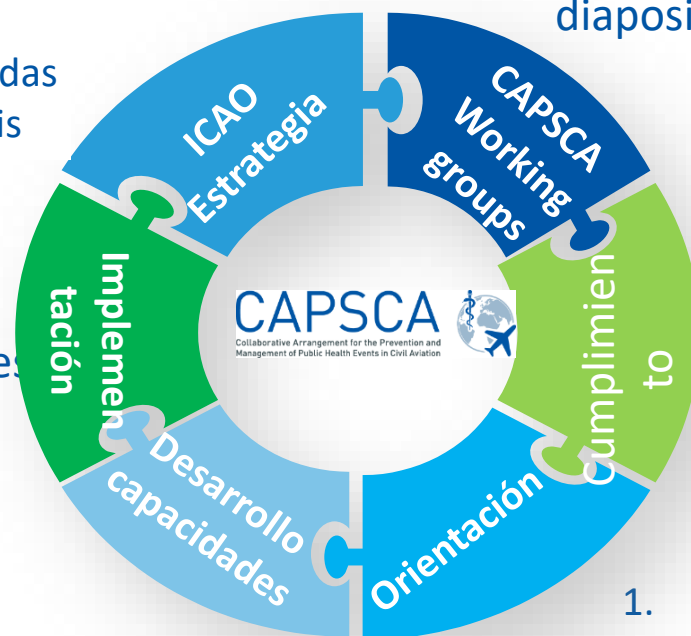 diaposi
das
is
ICAO
Estrategia
CAPSCA
Working
groups
Cumplimien
to
Orientación
Desarrollo
capacidades
Implemen
tación
es
CAPSCA
Collaborative Arrangement for the Prevention and
Management of Public Health Events in Civil Aviation
1.